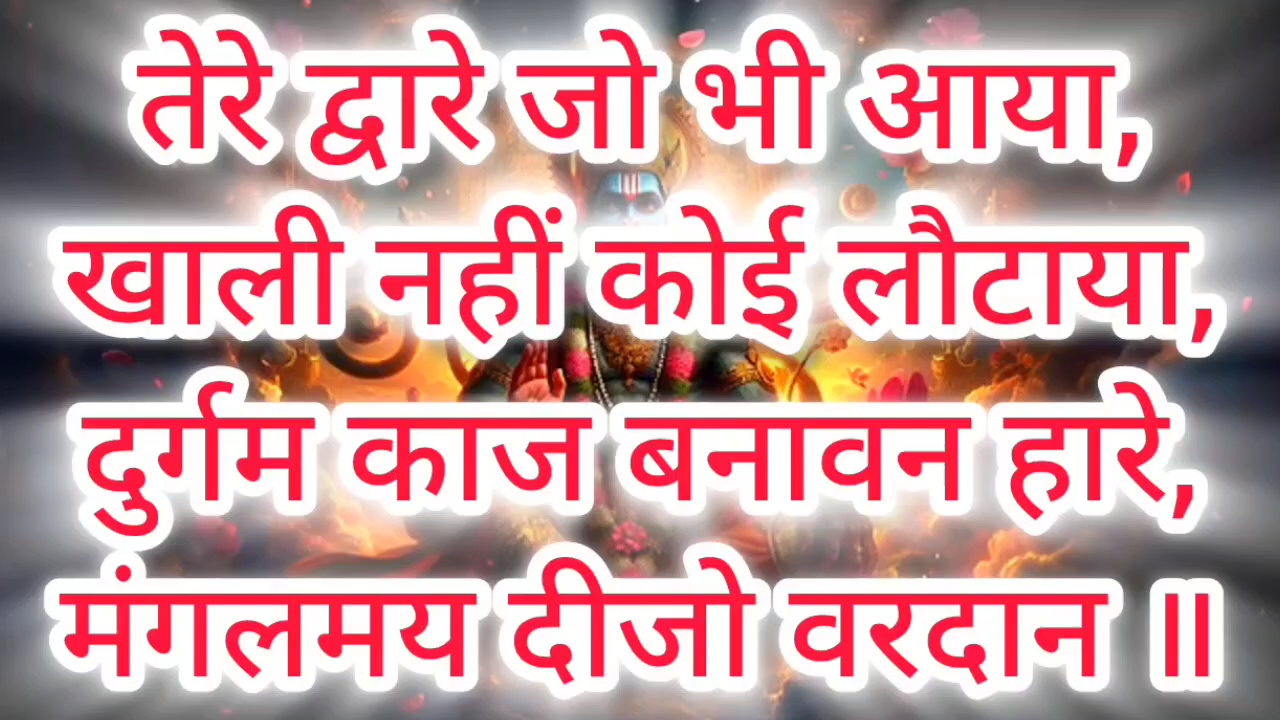 तेरे द्वारे जो भी आया,
खाली नहीं कोई लौटाया,
दुर्गम काज बनावन हारे,
मंगलमय दीजो वरदान ॥